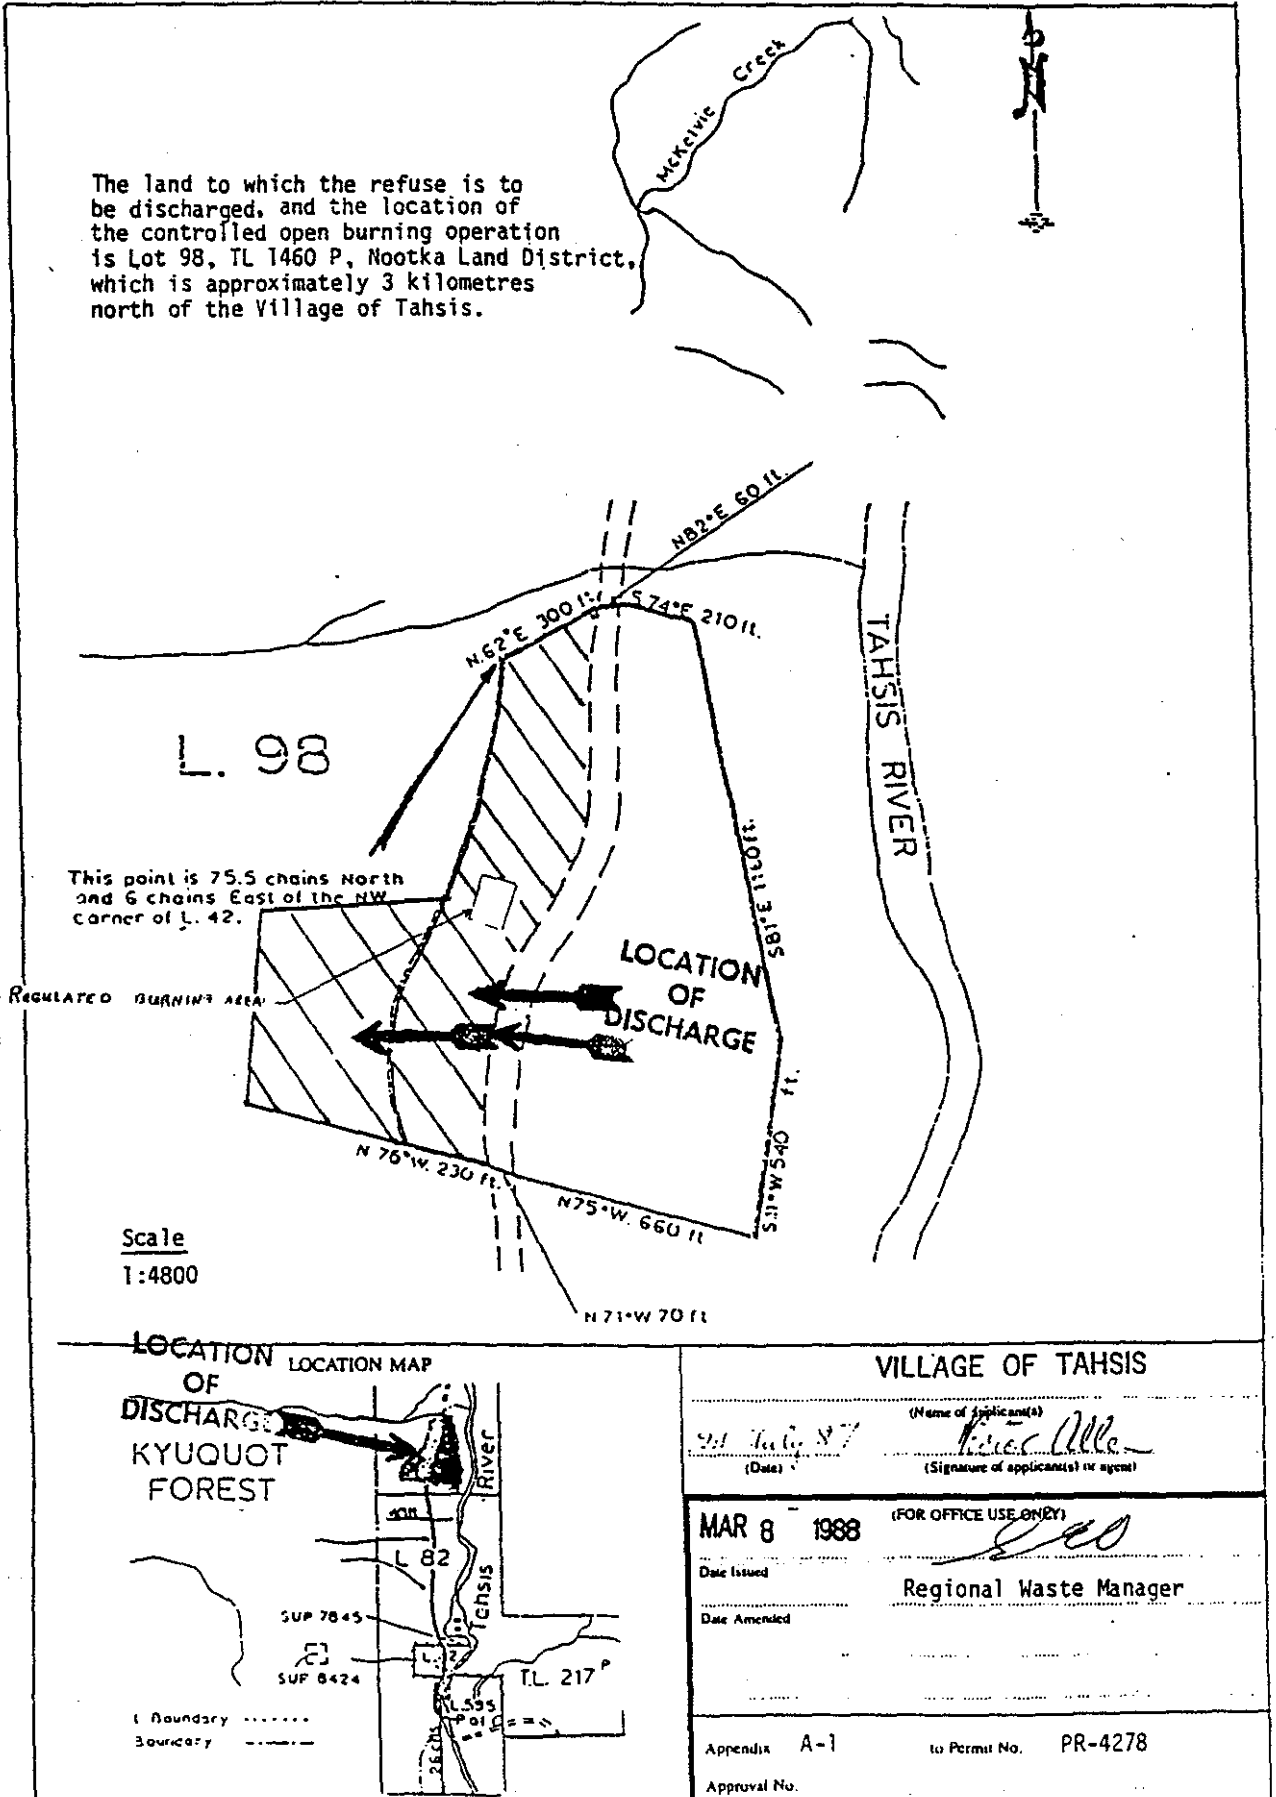 N
McKelvie Creek
The land to which the refuse is to
be discharged, and the location of
the controlled open burning operation
is Lot 98, TL 1460 P, Nootka Land District,
which is approximately 3 kilometres
north of the Village of Tahsis.
N82°E 60 ft.
N.62°E 300 ft.
S.74°E 210 ft.
TAHSIS RIVER
L. 98
S81°E 1103 ft.
This point is 75.5 chains North
and 6 chains East of the NW
corner of L. 42.
REGULATED BURNING AREA
LOCATION
OF
DISCHARGE
S.11°W 540 ft.
N 76°W. 230 ft.
N75°W. 660 ft
N 71°W 70 ft
Scale
1:4800
LOCATION
OF
DISCHARGE
LOCATION MAP
KYUQUOT
FOREST
River
L 82
Tahsis
SUP 7845
SUP 8424
T.L. 217 P
L.595
26 chs
Boundary
Boundary
VILLAGE OF TAHSIS
(Name of applicant(s)
July 87
(Date)
(Signature of applicant(s) or agent)
MAR 8 1988
(FOR OFFICE USE ONLY)
Date Issued
Regional Waste Manager
Date Amended
Appendix A-1 to Permit No. PR-4278
Approval No.